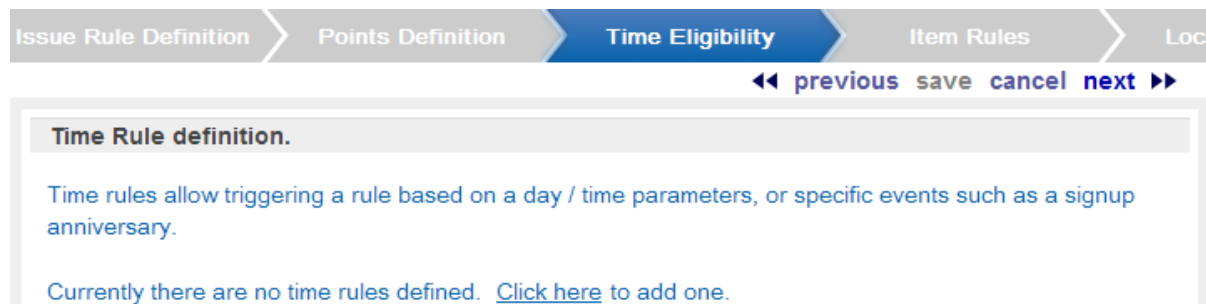 Issue Rule Definition Points Definition Time Eligibility Item Rules Loc
previous save cancel next
Time Rule definition.
Time rules allow triggering a rule based on a day / time parameters, or specific events such as a signup
anniversary.
Currently there are no time rules defined. Click here to add one.